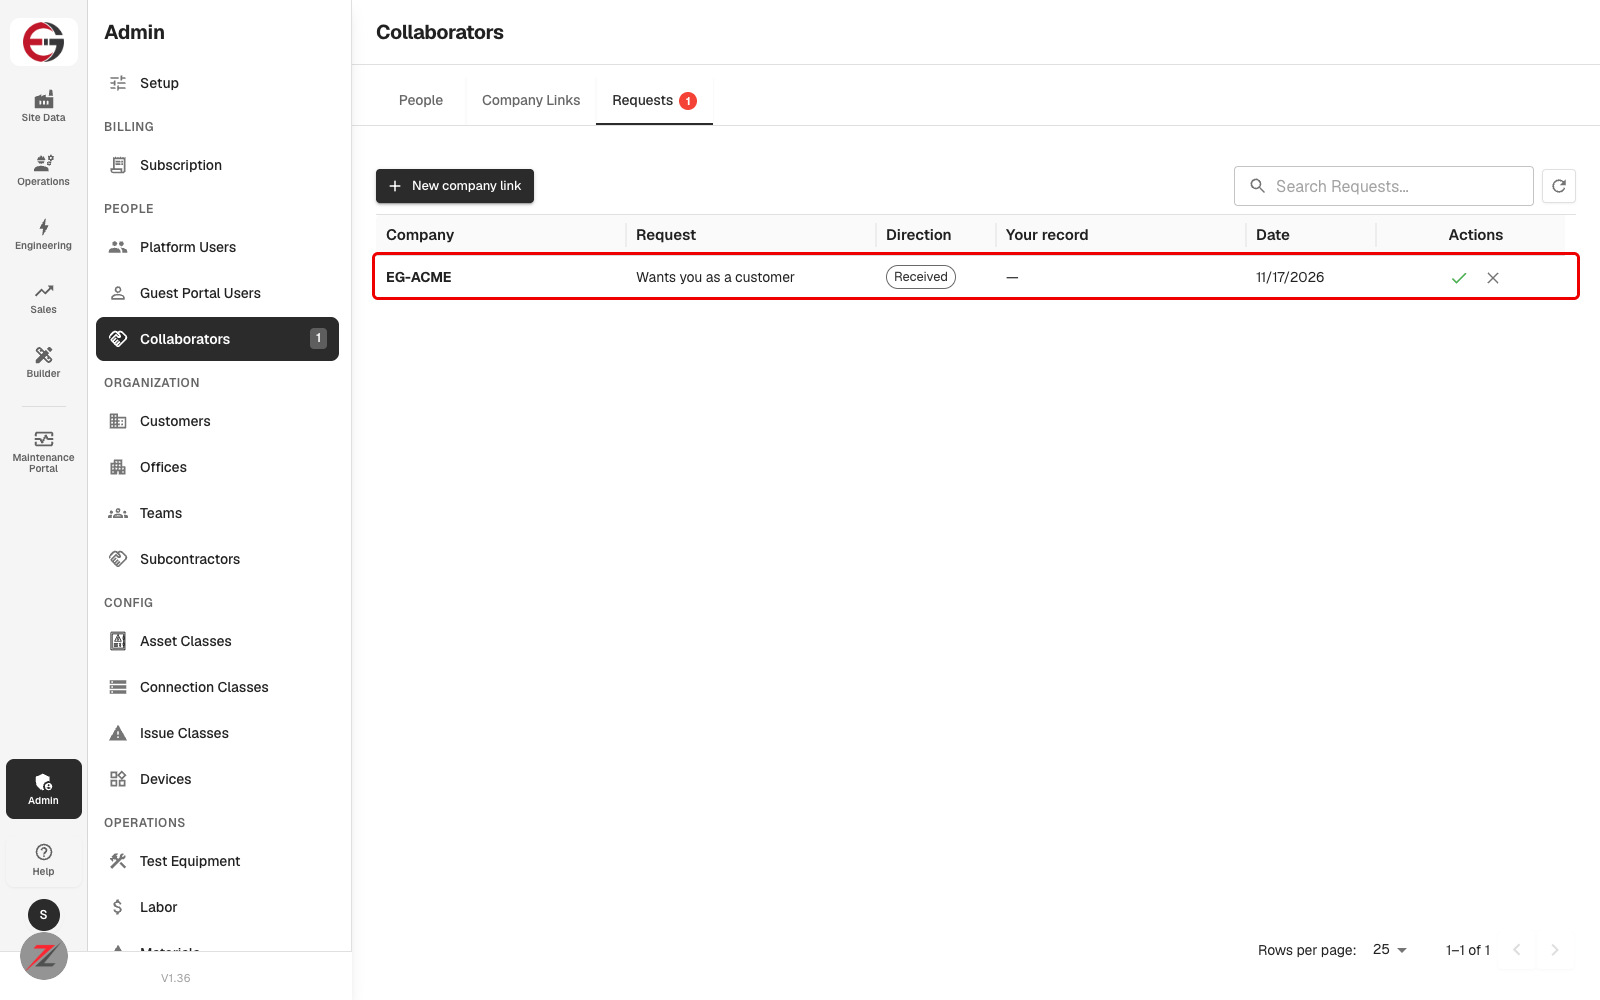 Site Data
Operations
Engineering
Sales
Builder
Maintenance
Portal
Admin
Help
S
Admin
Setup
BILLING
Subscription
PEOPLE
Platform Users
Guest Portal Users
Collaborators 1
ORGANIZATION
Customers
Offices
Teams
Subcontractors
CONFIG
Asset Classes
Connection Classes
Issue Classes
Devices
OPERATIONS
Test Equipment
Labor
V1.36
Collaborators
People Company Links Requests 1
New company link
Search Requests...
Company Request Direction Your record Date Actions
EG-ACME Wants you as a customer Received — 11/17/2026
Rows per page: 25 1–1 of 1